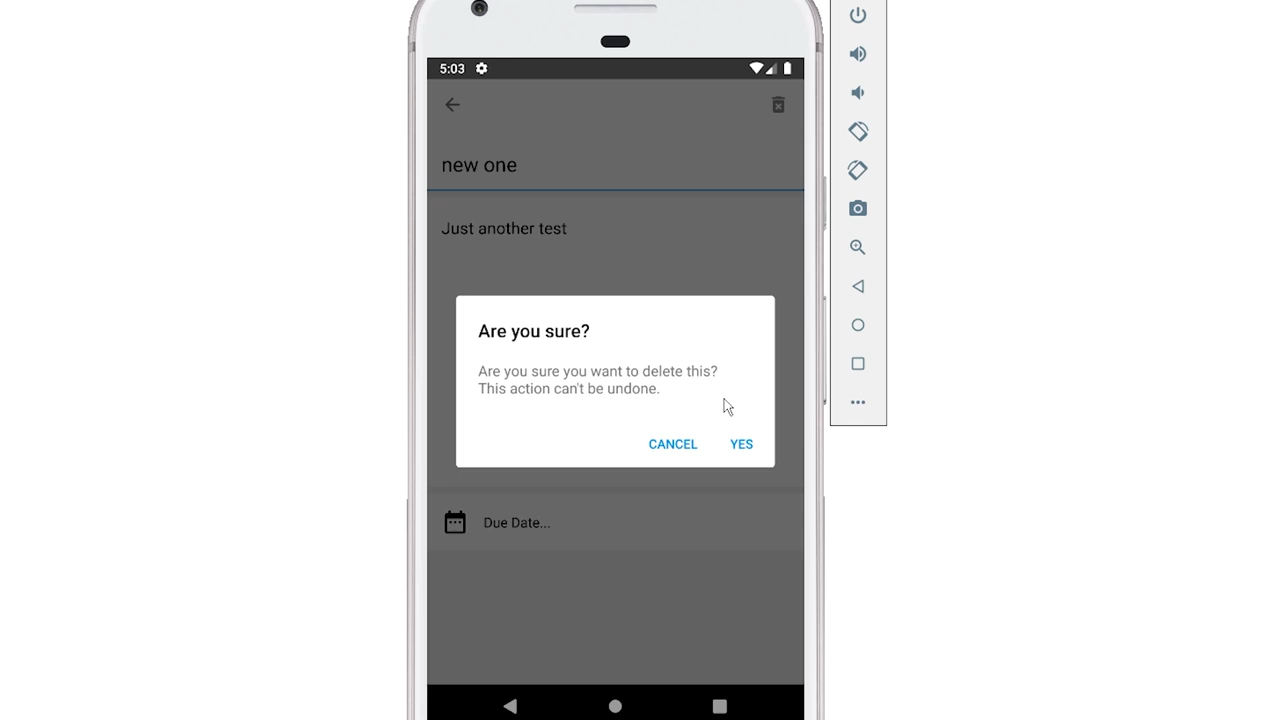 5:03
new one
Just another test
Are you sure?
Are you sure you want to delete this?
This action can't be undone.
CANCEL YES
Due Date...